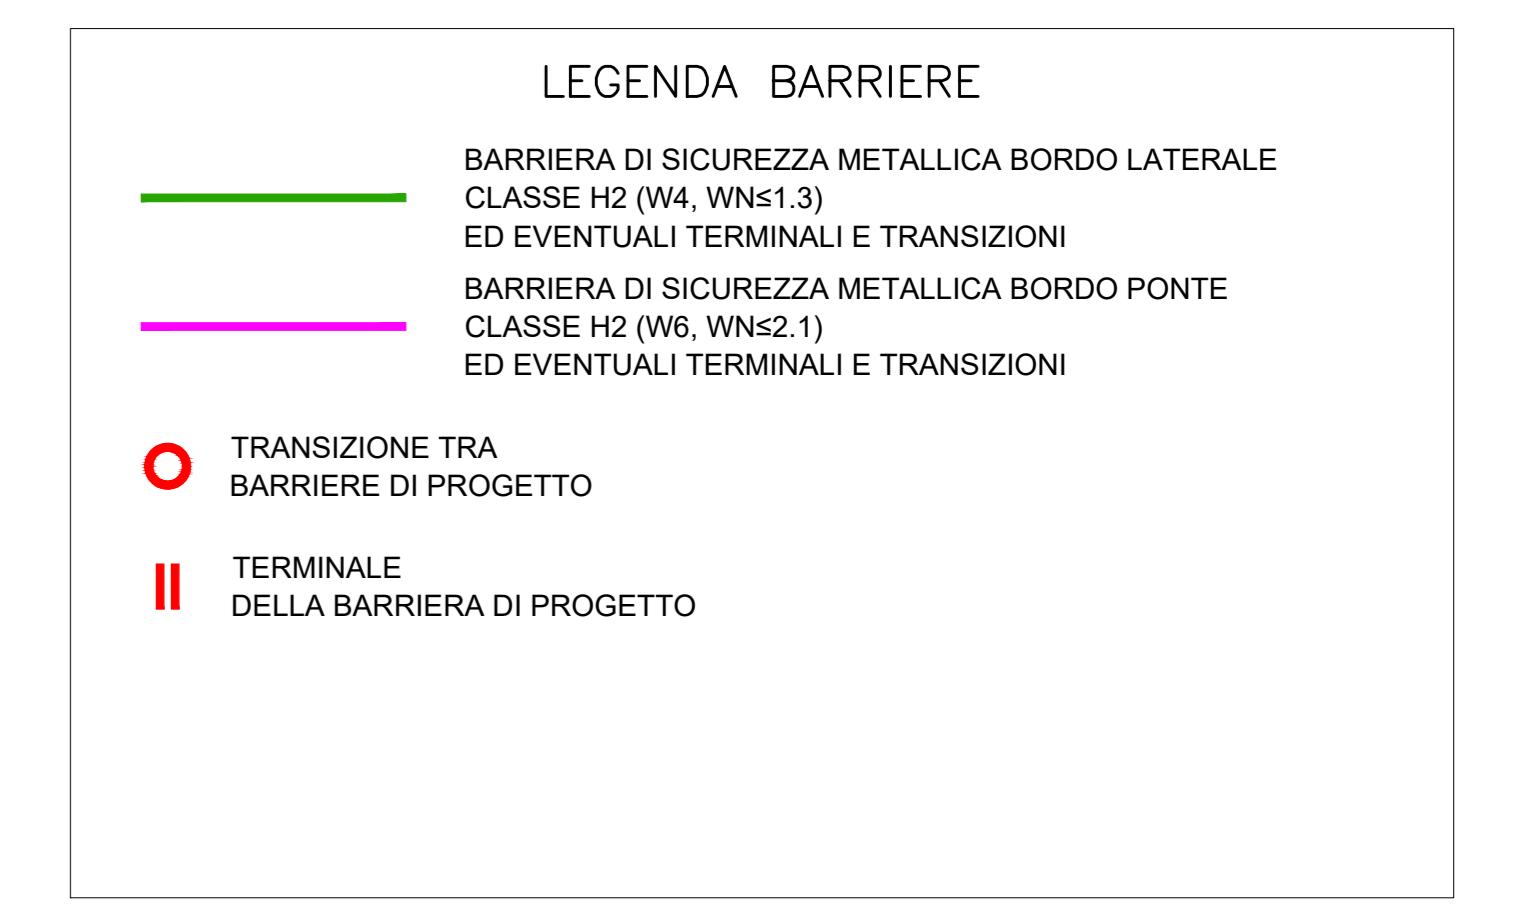 LEGENDA BARRIERE
BARRIERA DI SICUREZZA METALLICA BORDO LATERALE
CLASSE H2 (W4, WN≤1.3)
ED EVENTUALI TERMINALI E TRANSIZIONI
BARRIERA DI SICUREZZA METALLICA BORDO PONTE
CLASSE H2 (W6, WN≤2.1)
ED EVENTUALI TERMINALI E TRANSIZIONI
TRANSIZIONE TRA
BARRIERE DI PROGETTO
TERMINALE
DELLA BARRIERA DI PROGETTO